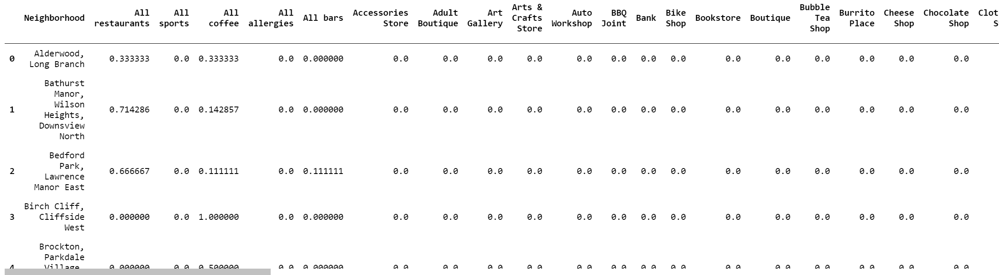 Neighborhood All restaurants All sports All coffee All allergies All bars Accessories Store Adult Boutique Art Gallery Arts & Crafts Store Auto Workshop BBQ Joint Bank Bike Shop Bookstore Boutique Bubble Tea Shop Burrito Place Cheese Shop Chocolate Shop
0 Alderwood, Long Branch 0.333333 0.0 0.333333 0.0 0.000000 0.0 0.0 0.0 0.0 0.0 0.0 0.0 0.0 0.0 0.0 0.0 0.0 0.0 0.0
1 Bathurst Manor, Wilson Heights, Downsview North 0.714286 0.0 0.142857 0.0 0.000000 0.0 0.0 0.0 0.0 0.0 0.0 0.0 0.0 0.0 0.0 0.0 0.0 0.0 0.0
2 Bedford Park, Lawrence Manor East 0.666667 0.0 0.111111 0.0 0.111111 0.0 0.0 0.0 0.0 0.0 0.0 0.0 0.0 0.0 0.0 0.0 0.0 0.0 0.0
3 Birch Cliff, Cliffside West 0.000000 0.0 1.000000 0.0 0.000000 0.0 0.0 0.0 0.0 0.0 0.0 0.0 0.0 0.0 0.0 0.0 0.0 0.0 0.0
4 Brockton, Parkdale Village 0.000000 0.0 0.500000 0.0 0.000000 0.0 0.0 0.0 0.0 0.0 0.0 0.0 0.0 0.0 0.0 0.0 0.0 0.0 0.0